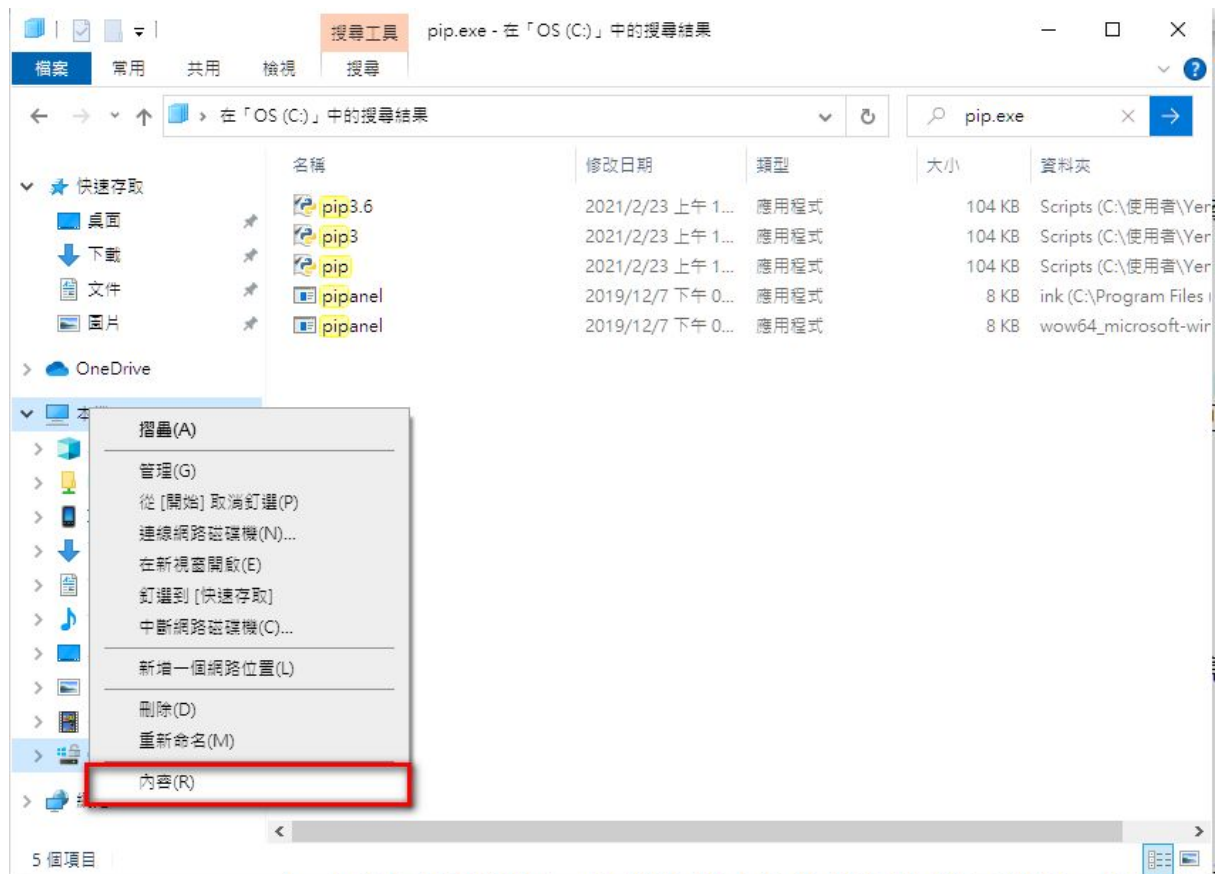 搜尋工具 pip.exe - 在「OS (C:)」中的搜尋結果
檔案 常用 共用 檢視 搜尋
在「OS (C:)」中的搜尋結果 pip.exe
名稱 修改日期 類型 大小 資料夾
快速存取
桌面
下載
文件
圖片
OneDrive
pip3.6 2021/2/23 上午 1... 應用程式 104 KB Scripts (C:\使用者\Yer
pip3 2021/2/23 上午 1... 應用程式 104 KB Scripts (C:\使用者\Yer
pip 2021/2/23 上午 1... 應用程式 104 KB Scripts (C:\使用者\Yer
pipanel 2019/12/7 下午 0... 應用程式 8 KB ink (C:\Program Files
pipanel 2019/12/7 下午 0... 應用程式 8 KB wow64_microsoft-wir
摺疊(A)
管理(G)
從 [開始] 取消釘選(P)
連線網路磁碟機(N)...
在新視窗開啟(E)
釘選到 [快速存取]
中斷網路磁碟機(C)...
新增一個網路位置(L)
刪除(D)
重新命名(M)
內容(R)
5 個項目